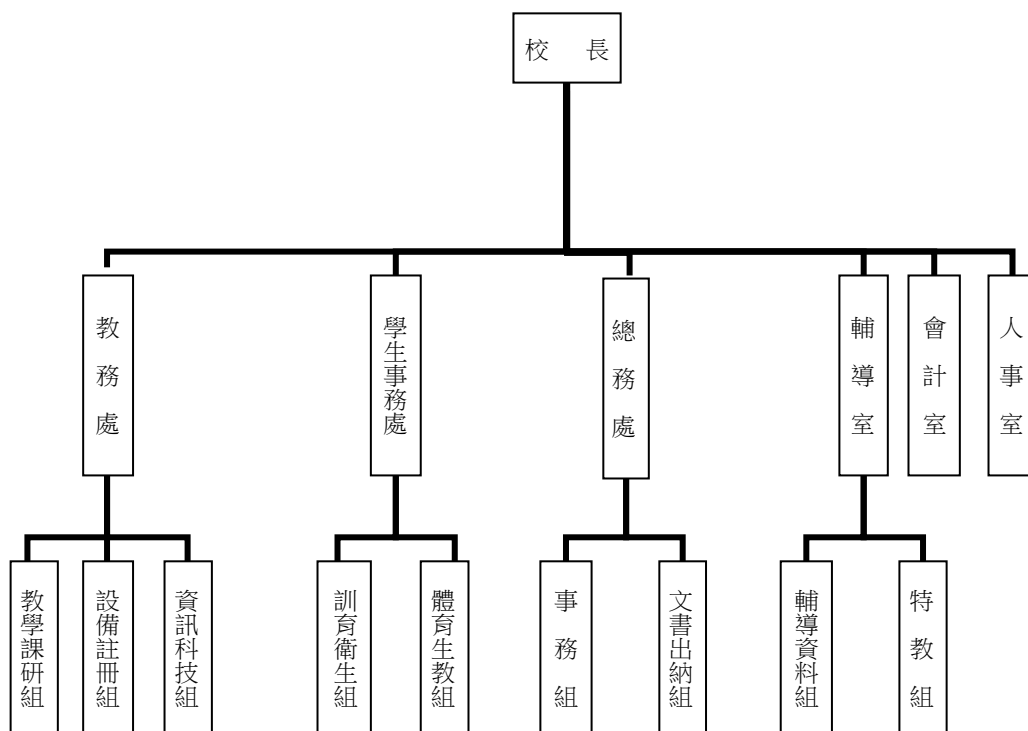 校長
教務處
學生事務處
總務處
輔導室
會計室
人事室
教學課研組
設備註冊組
資訊科技組
訓育衛生組
體育生教組
事務組
文書出納組
輔導資料組
特教組